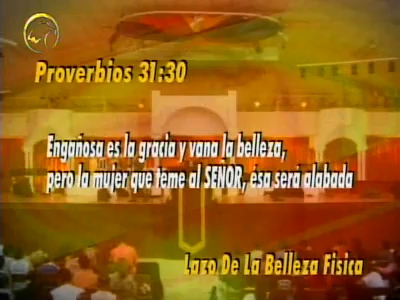 Proverbios 31:30
Engañosa es la gracia y vana la belleza,
pero la mujer que teme al SEÑOR, ésa será alabada
Lazo De La Belleza Fisica